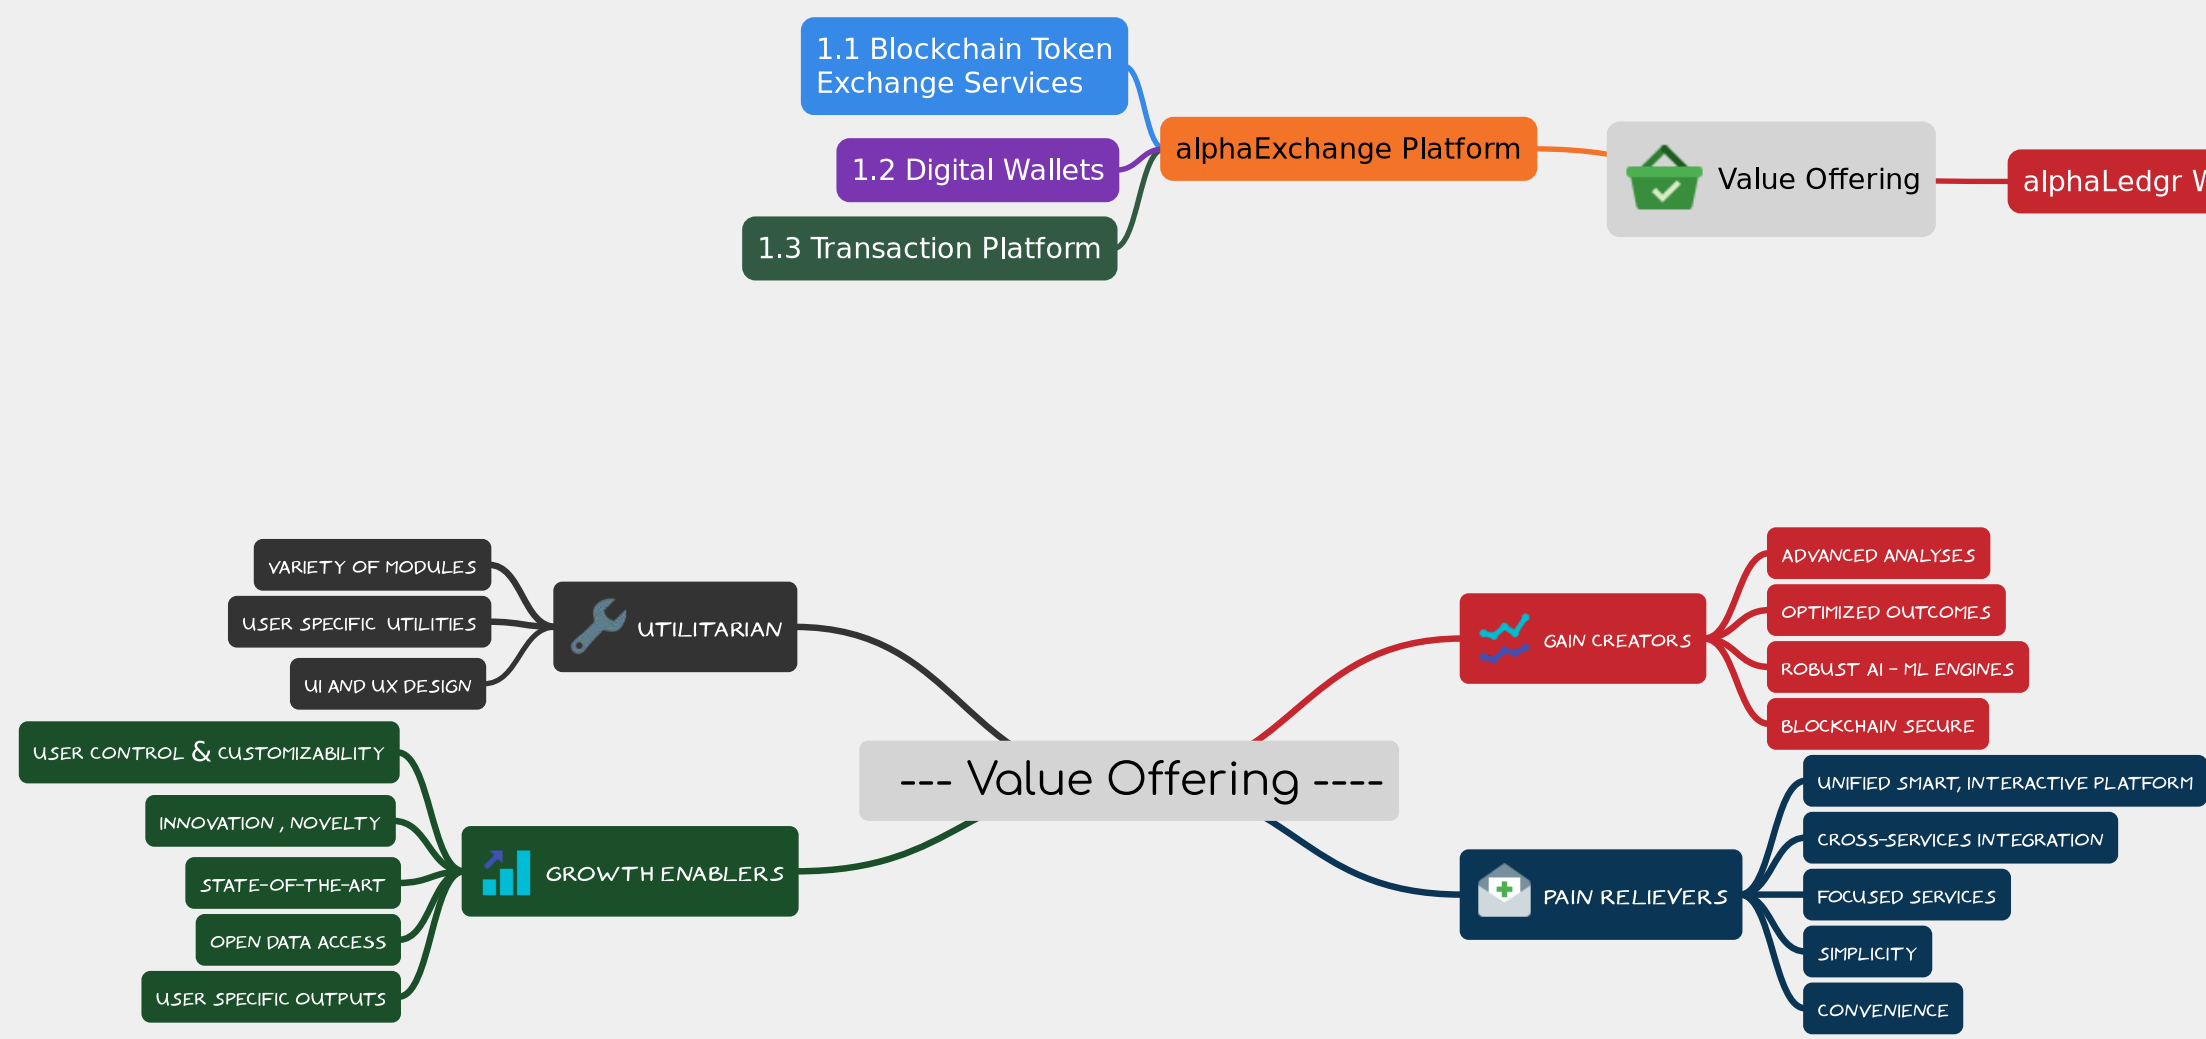 1.1 Blockchain Token
Exchange Services
1.2 Digital Wallets
1.3 Transaction Platform
alphaExchange Platform
Value Offering
alphaLedgr
VARIETY OF MODULES
USER SPECIFIC  UTILITIES
UI AND UX DESIGN
UTILITARIAN
USER CONTROL & CUSTOMIZABILITY
INNOVATION , NOVELTY
STATE-OF-THE-ART
OPEN DATA ACCESS
USER SPECIFIC OUTPUTS
GROWTH ENABLERS
--- Value Offering ----
GAIN CREATORS
ADVANCED ANALYSES
OPTIMIZED OUTCOMES
ROBUST AI - ML ENGINES
BLOCKCHAIN SECURE
PAIN RELIEVERS
UNIFIED SMART, INTERACTIVE PLATFORM
CROSS-SERVICES INTEGRATION
FOCUSED SERVICES
SIMPLICITY
CONVENIENCE